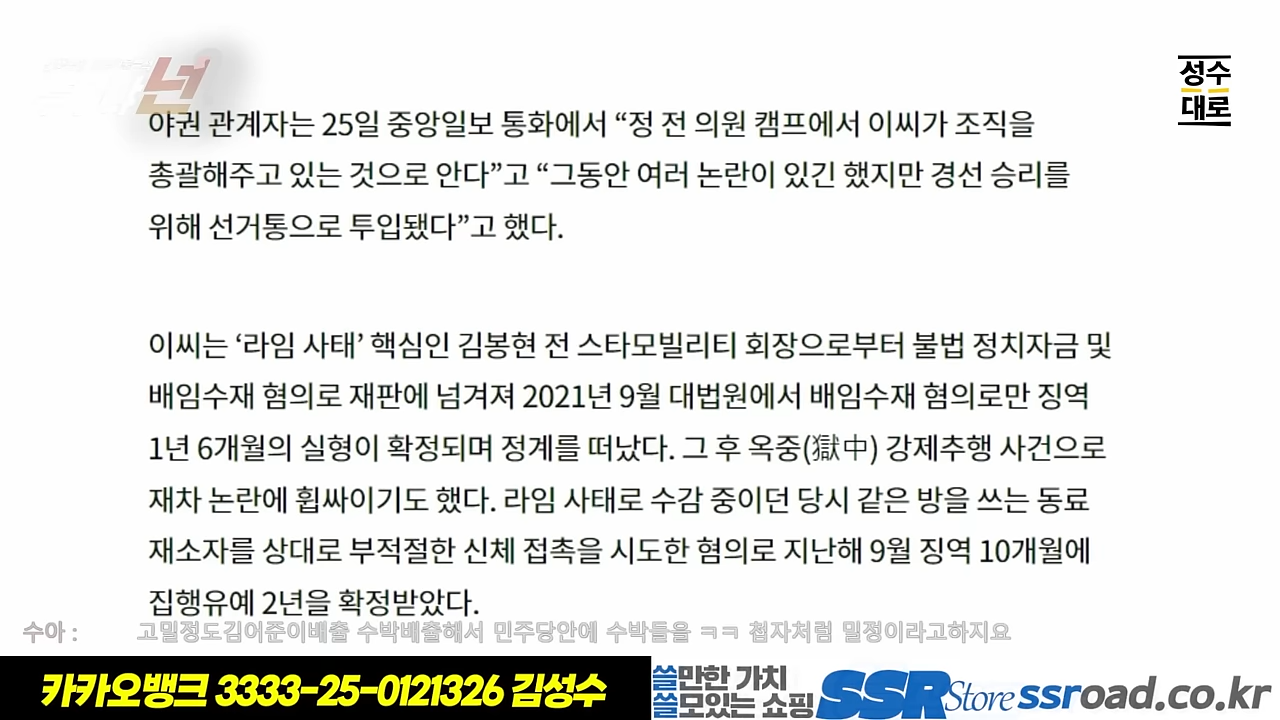 년
성수
대로
야권 관계자는 25일 중앙일보 통화에서 “정 전 의원 캠프에서 이씨가 조직을
총괄해주고 있는 것으로 안다”고 “그동안 여러 논란이 있긴 했지만 경선 승리를
위해 선거통으로 투입됐다”고 했다.
이씨는 ‘라임 사태’ 핵심인 김봉현 전 스타모빌리티 회장으로부터 불법 정치자금 및
배임수재 혐의로 재판에 넘겨져 2021년 9월 대법원에서 배임수재 혐의로만 징역
1년 6개월의 실형이 확정되며 정계를 떠났다. 그 후 옥중(獄中) 강제추행 사건으로
재차 논란에 휩싸이기도 했다. 라임 사태로 수감 중이던 당시 같은 방을 쓰는 동료
재소자를 상대로 부적절한 신체 접촉을 시도한 혐의로 지난해 9월 징역 10개월에
집행유예 2년을 확정받았다.
수아 : 고밀정도김어준이배출 수박배출해서 민주당안에 수박들을 ㅋㅋ 첩자처럼 밀정이라고하지요
카카오뱅크 3333-25-0121326 김성수
쓸만한 가치
쓸모있는 쇼핑
SSR Store ssroad.co.kr